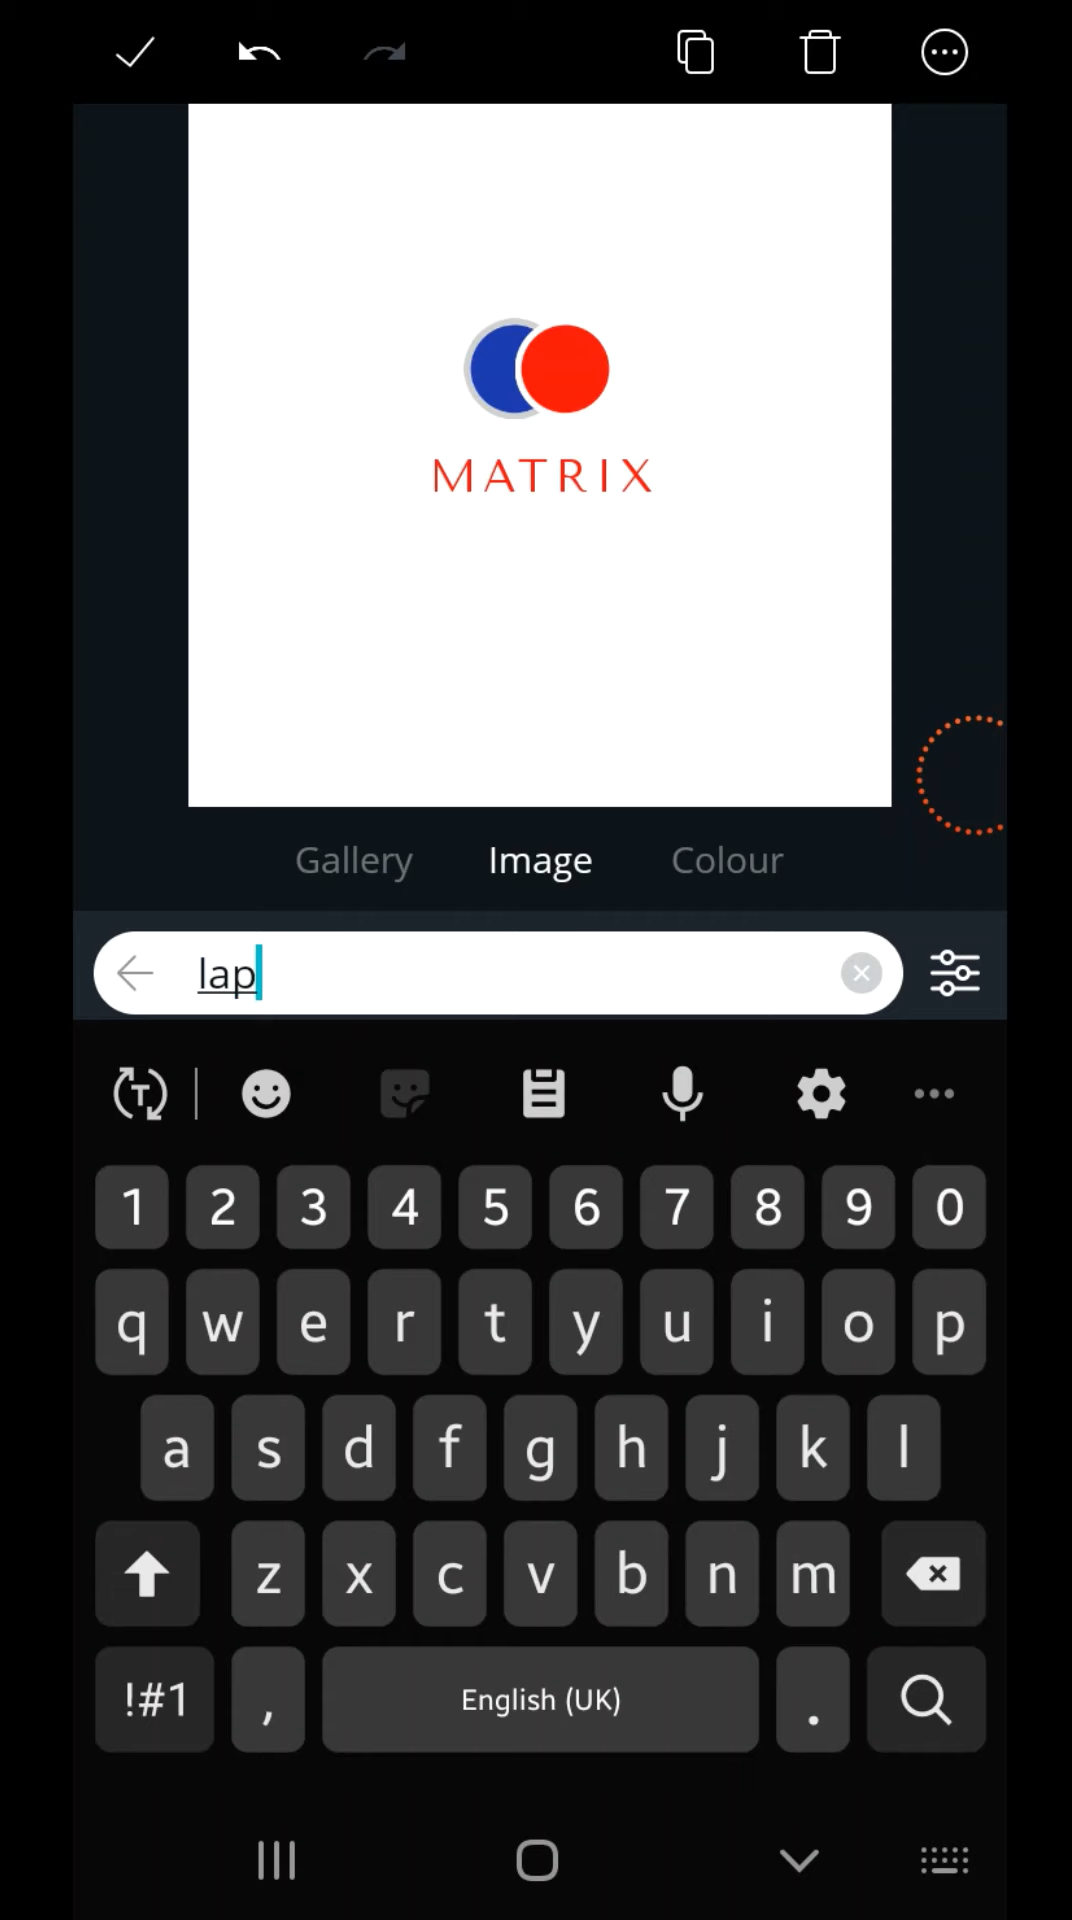 MATRIX
Gallery Image Colour
lap
T
1 2 3 4 5 6 7 8 9 0
q w e r t y u i o p
a s d f g h j k l
z x c v b n m
!#1 , English (UK) .